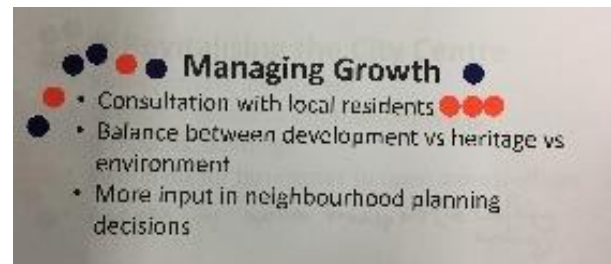 Managing Growth
• Consultation with local residents
• Balance between development vs heritage vs
environment
• More input in neighbourhood planning
decisions